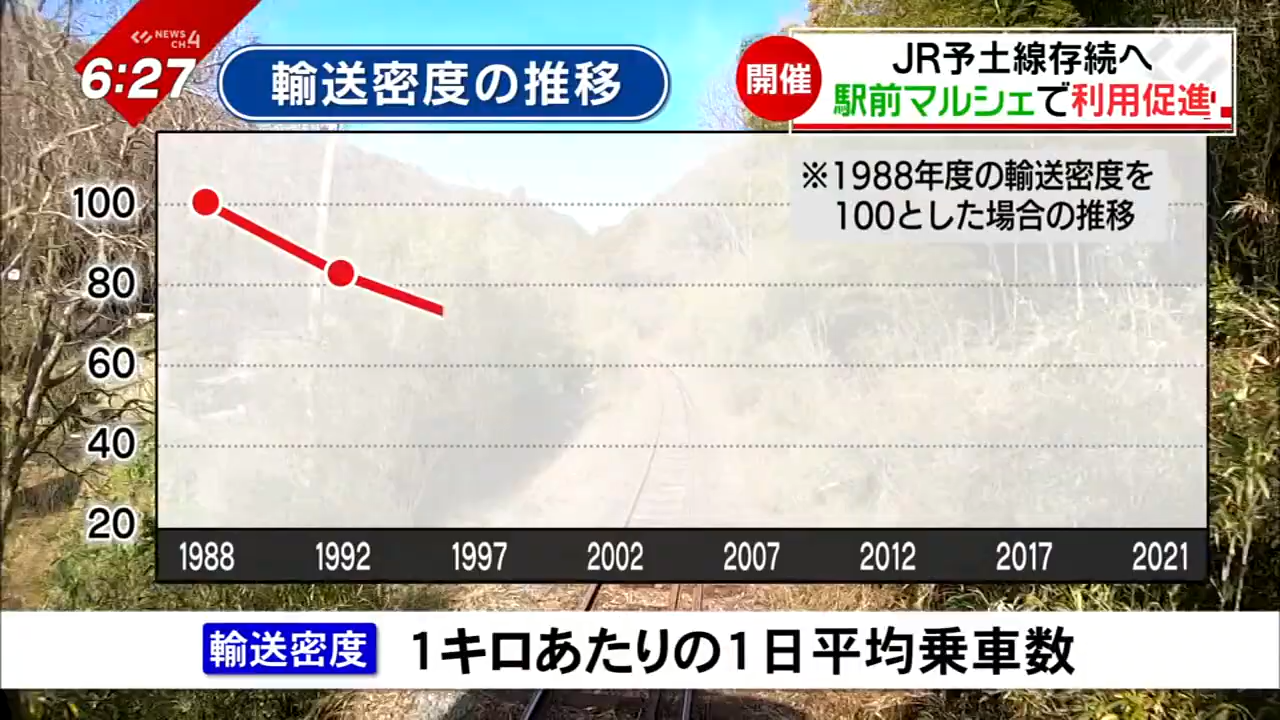 NEWS
CH.4
6:27
輸送密度の推移
開催
JR予土線存続へ
駅前マルシェで利用促進
※1988年度の輸送密度を
100とした場合の推移
100
80
60
40
20
1988 1992 1997 2002 2007 2012 2017 2021
輸送密度 1キロあたりの1日平均乗車数